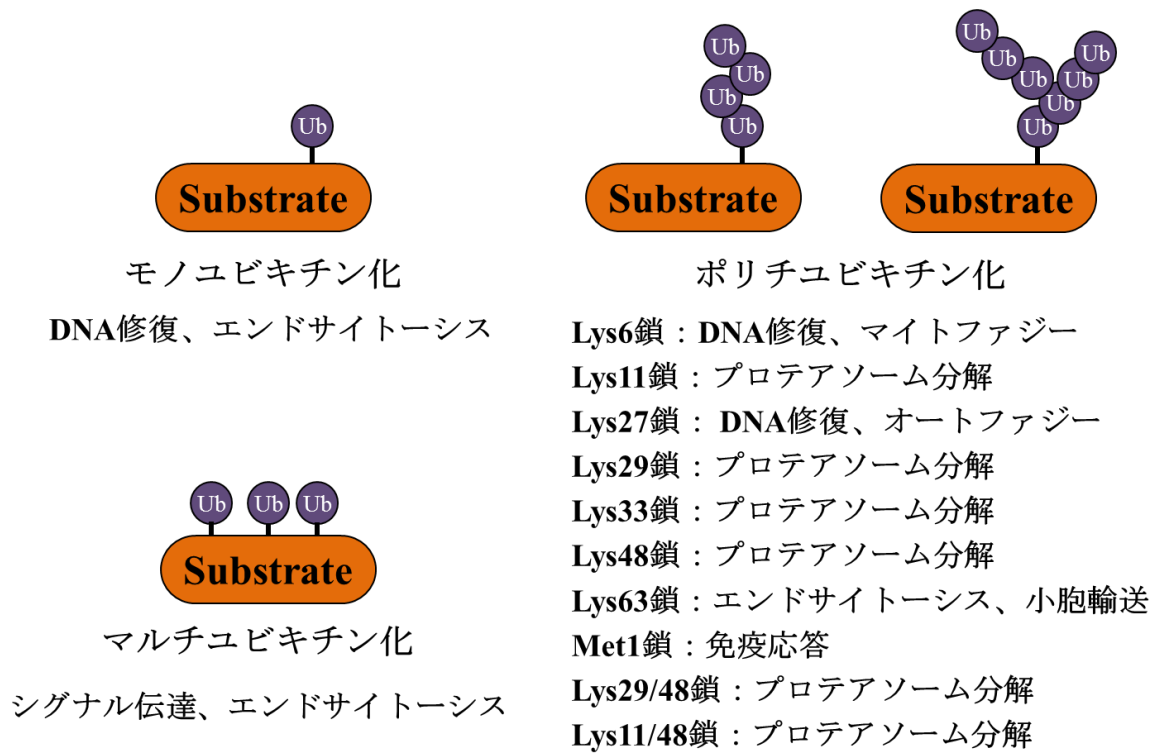 Ub
Substrate
モノユビキチン化
DNA修復、エンドサイトーシス
Ub Ub Ub
Substrate
マルチユビキチン化
シグナル伝達、エンドサイトーシス
Ub
Ub
Ub
Ub
Substrate
Ub
Ub
Ub
Ub
Ub
Ub
Ub
Substrate
ポリチユビキチン化
Lys6鎖：DNA修復、マイトファジー
Lys11鎖：プロテアソーム分解
Lys27鎖： DNA修復、オートファジー
Lys29鎖：プロテアソーム分解
Lys33鎖：プロテアソーム分解
Lys48鎖：プロテアソーム分解
Lys63鎖：エンドサイトーシス、小胞輸送
Met1鎖：免疫応答
Lys29/48鎖：プロテアソーム分解
Lys11/48鎖：プロテアソーム分解